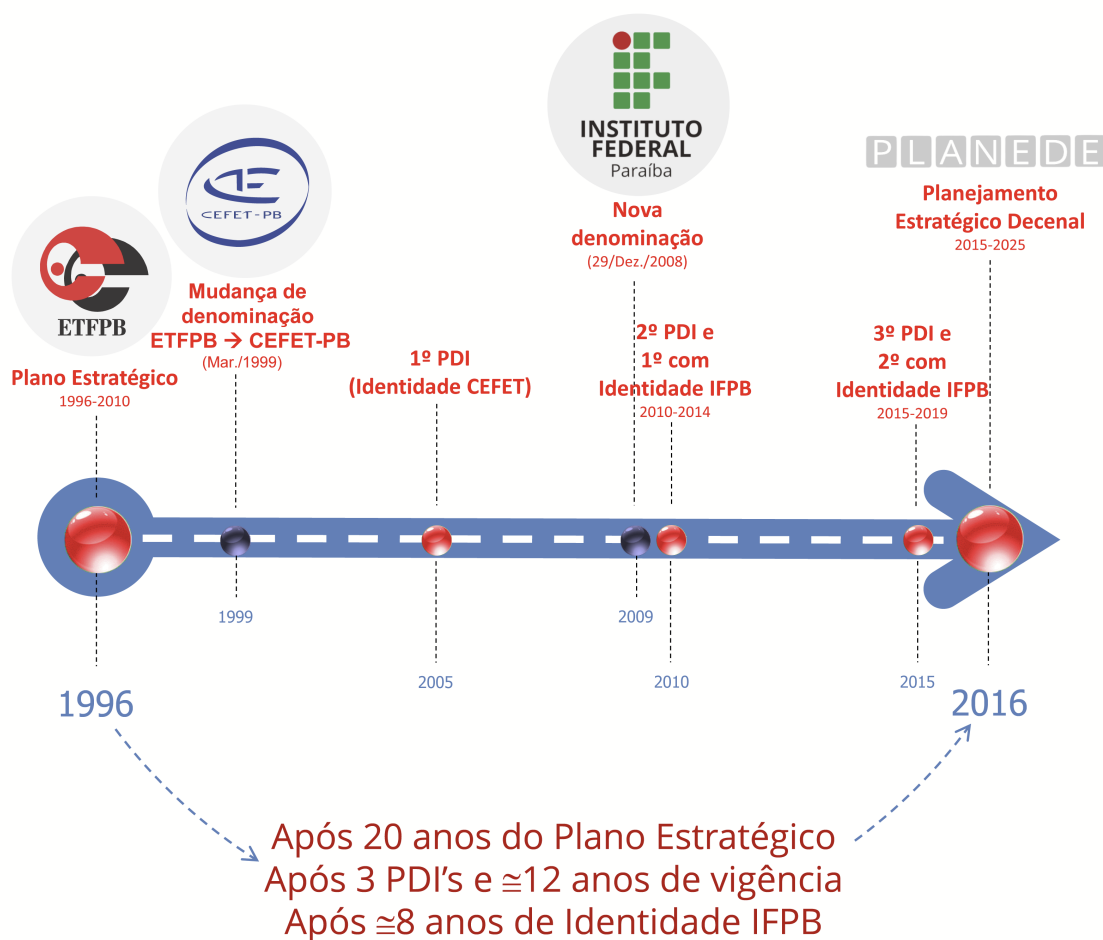 ETFPB
Plano Estratégico
1996-2010
CEFET-PB
Mudança de
denominação
ETFPB → CEFET-PB
(Mar./1999)
1º PDI
(Identidade CEFET)
INSTITUTO
FEDERAL
Paraíba
Nova
denominação
(29/Dez./2008)
2º PDI e
1º com
Identidade IFPB
2010-2014
3º PDI e
2º com
Identidade IFPB
2015-2019
PLANEDE
Planejamento
Estratégico Decenal
2015-2025
1996
1999
2005
2009
2010
2015
2016
Após 20 anos do Plano Estratégico
Após 3 PDI's e ≅12 anos de vigência
Após ≅8 anos de Identidade IFPB